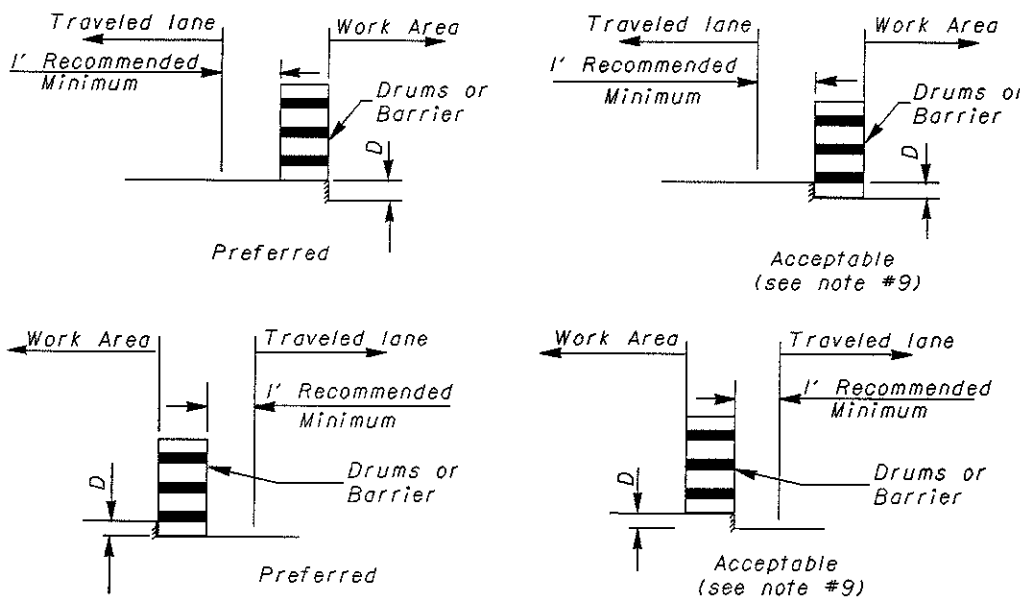 Traveled lane
Work Area
1' Recommended
Minimum
Drums or
Barrier
D
Preferred
Traveled lane
Work Area
1' Recommended
Minimum
Drums or
Barrier
D
Acceptable
(see note #9)
Work Area
Traveled lane
1' Recommended
Minimum
D
Drums or
Barrier
Preferred
Work Area
Traveled lane
1' Recommended
Minimum
D
Drums or
Barrier
Acceptable
(see note #9)